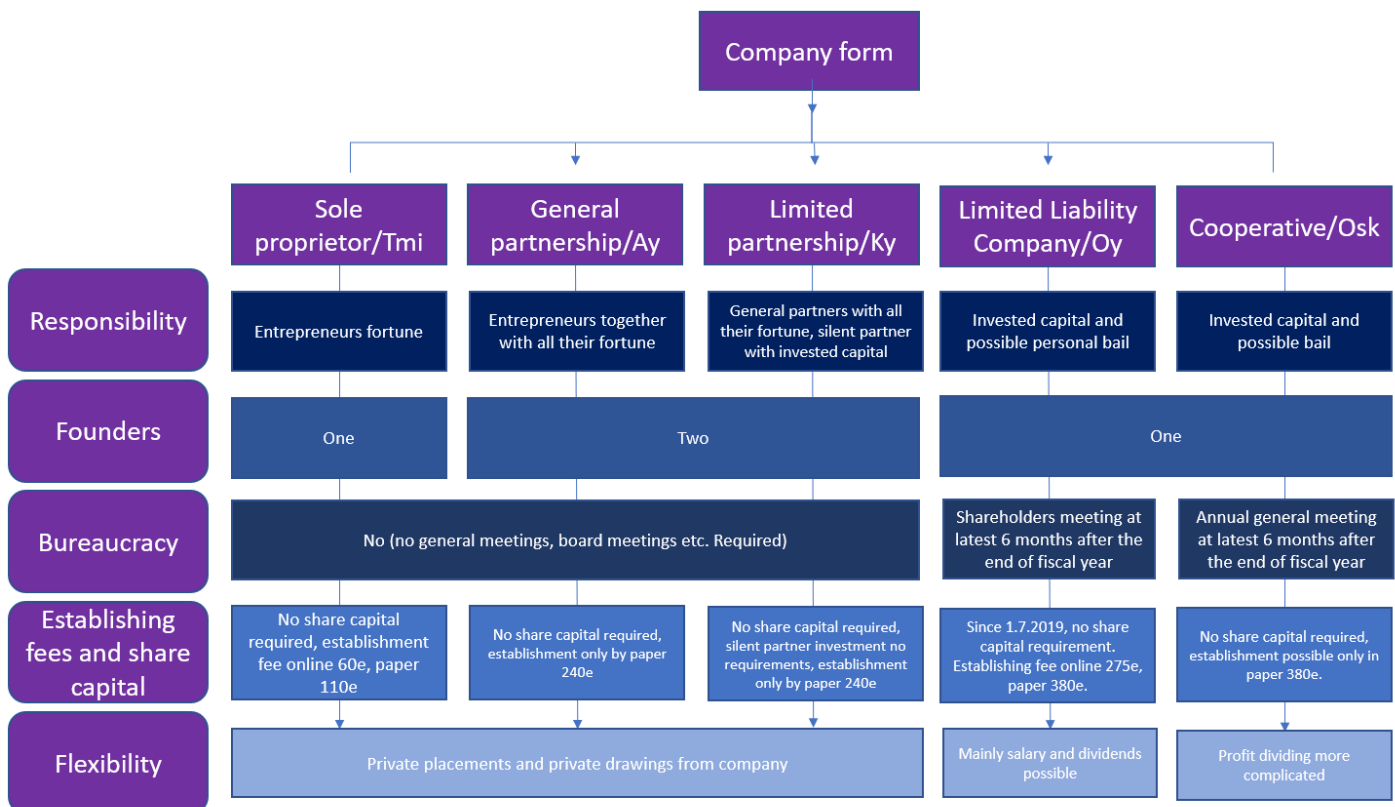 Company form
Sole
proprietor/Tmi
General
partnership/Ay
Limited
partnership/Ky
Limited Liability
Company/Oy
Cooperative/Osk
Responsibility
Entrepreneurs fortune
Entrepreneurs together
with all their fortune
General partners with all
their fortune, silent partner
with invested capital
Invested capital and
possible personal bail
Invested capital and
possible bail
Founders
One
Two
One
Bureaucracy
No (no general meetings, board meetings etc. Required)
Shareholders meeting at
latest 6 months after the
end of fiscal year
Annual general meeting
at latest 6 months after
the end of fiscal year
Establishing
fees and share
capital
No share capital
required, establishment
fee online 60e, paper
110e
No share capital required,
establishment only by paper
240e
No share capital required,
silent partner investment no
requirements, establishment
only by paper 240e
Since 1.7.2019, no share
capital requirement.
Establishing fee online 275e,
paper 380e.
No share capital required,
establishment possible only in
paper 380e.
Flexibility
Private placements and private drawings from company
Mainly salary and dividends
possible
Profit dividing more
complicated